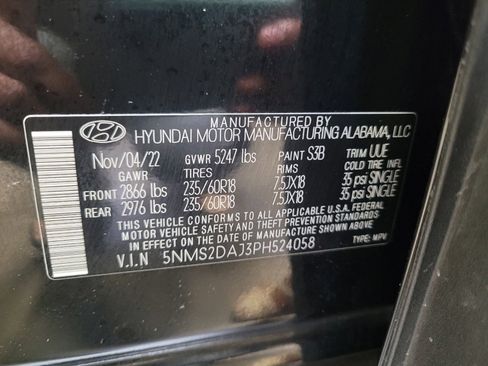 MANUFACTURED BY
HYUNDAI MOTOR MANUFACTURING ALABAMA, LLC
Nov/04/22 GVWR 5247 lbs PAINT S3B TRIM UUE
GAWR TIRES RIMS COLD TIRE INFL
FRONT 2866 lbs 235/60R18 7.5JX18 35 psi SINGLE
REAR 2976 lbs 235/60R18 7.5JX18 35 psi SINGLE
THIS VEHICLE CONFORMS TO ALL APPLICABLE U.S.A. FEDERAL
MOTOR VEHICLE SAFETY AND THEFT PREVENTION STANDARDS
IN EFFECT ON THE DATE OF MANUFACTURE SHOWN ABOVE
V.I.N 5NMS2DAJ3PH524058 TYPE: MPV